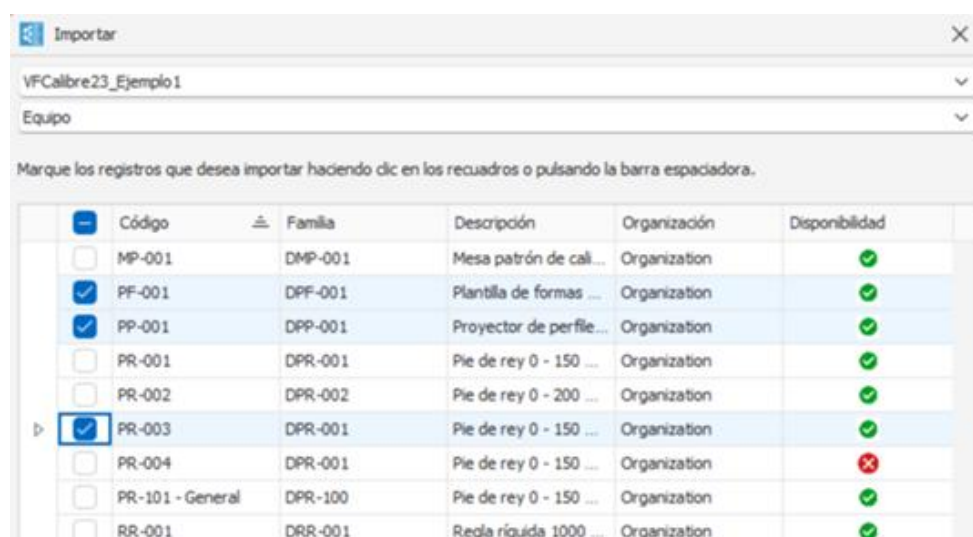 Importar
VFCalibre23_Ejemplo1
Equipo
Marque los registros que desea importar haciendo clic en los recuadros o pulsando la barra espaciadora.
Código Familia Descripción Organización Disponibilidad
MP-001 DMP-001 Mesa patrón de cali... Organization
PF-001 DPF-001 Plantilla de formas ... Organization
PP-001 DPP-001 Proyector de perfile... Organization
PR-001 DPR-001 Pie de rey 0 - 150 ... Organization
PR-002 DPR-002 Pie de rey 0 - 200 ... Organization
PR-003 DPR-001 Pie de rey 0 - 150 ... Organization
PR-004 DPR-001 Pie de rey 0 - 150 ... Organization
PR-101 - General DPR-100 Pie de rey 0 - 150 ... Organization
RR-001 DRR-001 Regla ríguida 1000 ... Organization